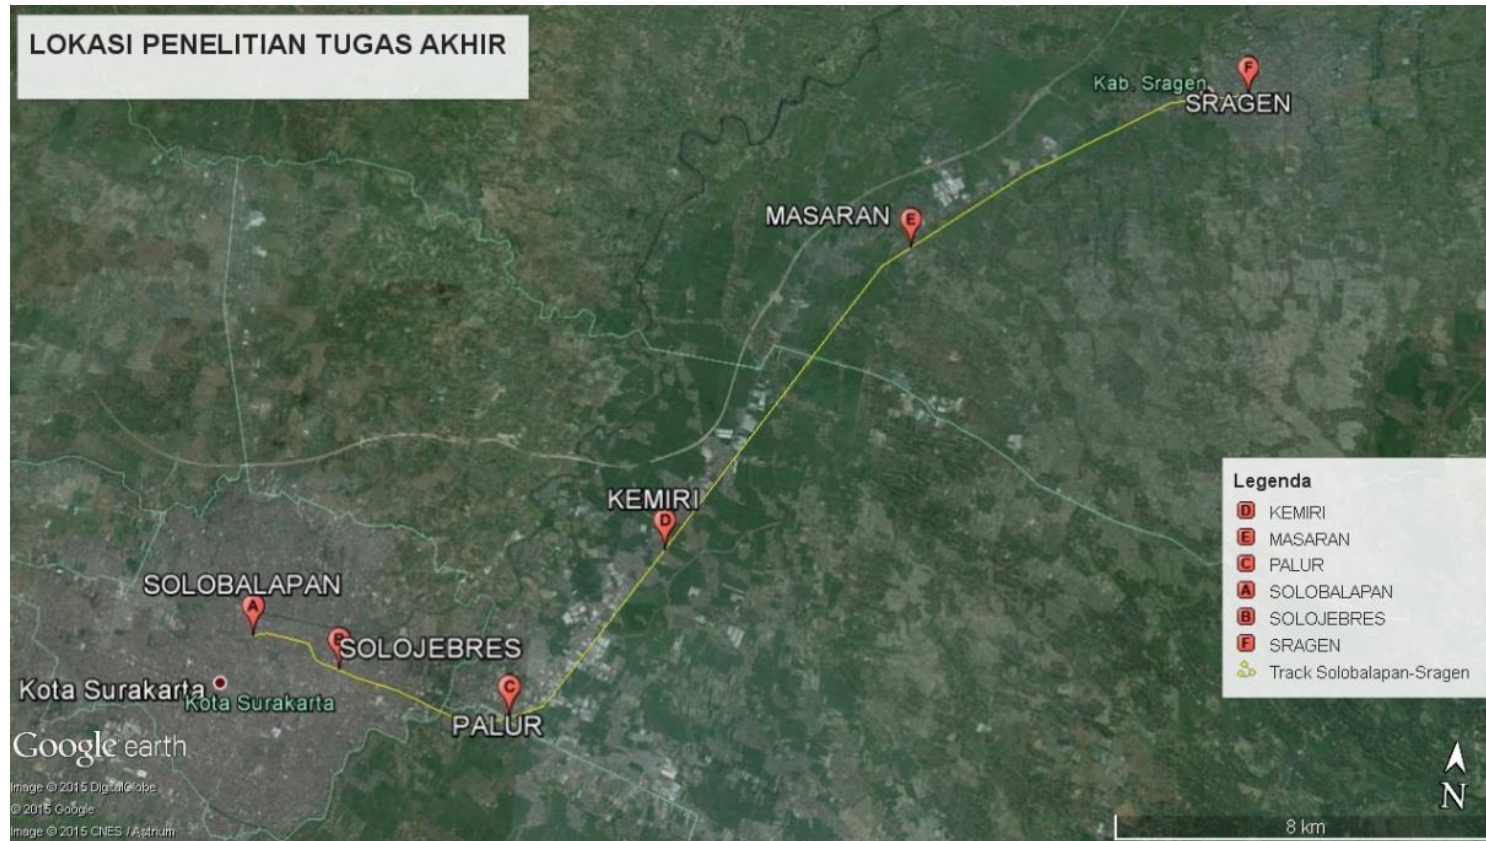 LOKASI PENELITIAN TUGAS AKHIR
F
Kab. Sragen
SRAGEN
MASARAN
E
KEMIRI
D
Legenda
D KEMIRI
E MASARAN
C PALUR
A SOLOBALAPAN
B SOLOJEBRES
F SRAGEN
Track Solobalapan-Sragen
SOLOBALAPAN
A
B
SOLOJEBRES
Kota Surakarta
Kota Surakarta
C
PALUR
Google earth
Image © 2015 DigitalGlobe
© 2015 Google
Image © 2015 CNES / Astrium
N
8 km